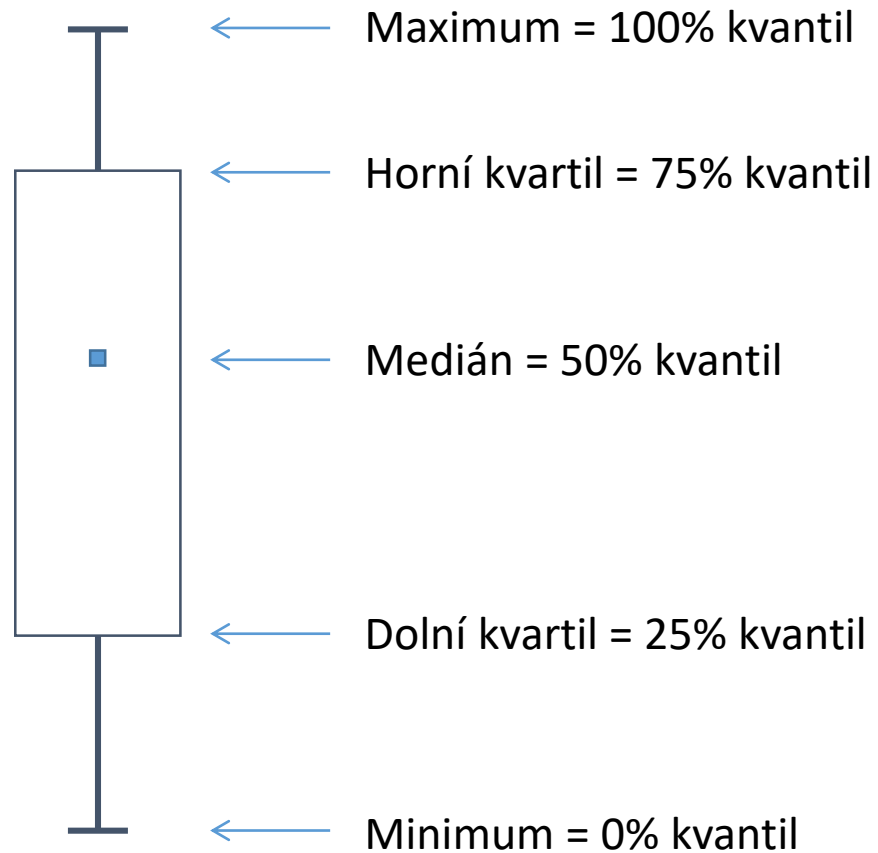 Maximum = 100% kvantil
Horní kvartil = 75% kvantil
Medián = 50% kvantil
Dolní kvartil = 25% kvantil
Minimum = 0% kvantil